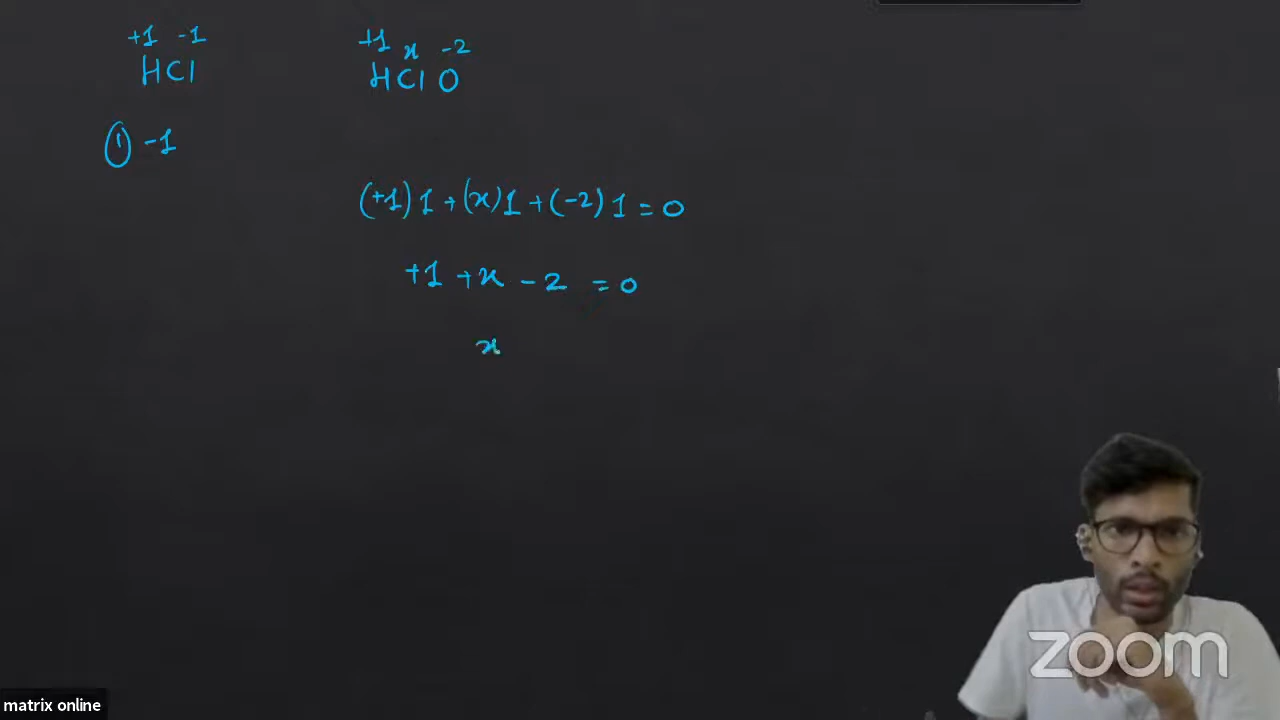 +1 -1
HCl
+1 x -2
HClO
① -1
(+1)1+(x)1+(-2)1=0
+1+x-2=0
x
zoom
matrix online